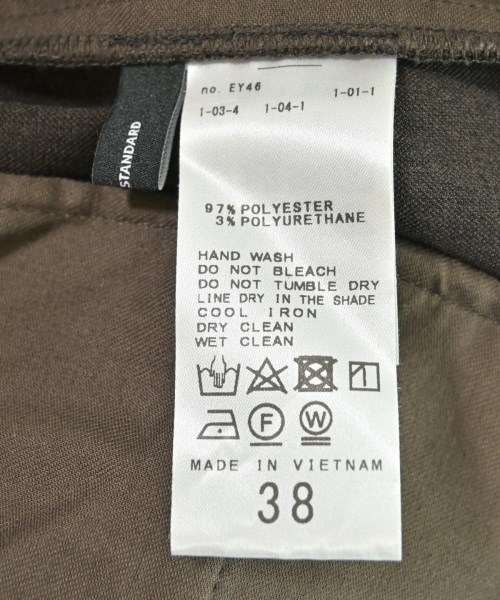 no. EY46 1-01-1
1-03-4 1-04-1
STANDARD
97% POLYESTER
3% POLYURETHANE
HAND WASH
DO NOT BLEACH
DO NOT TUMBLE DRY
LINE DRY IN THE SHADE
COOL IRON
DRY CLEAN
WET CLEAN
F W
MADE IN VIETNAM
38